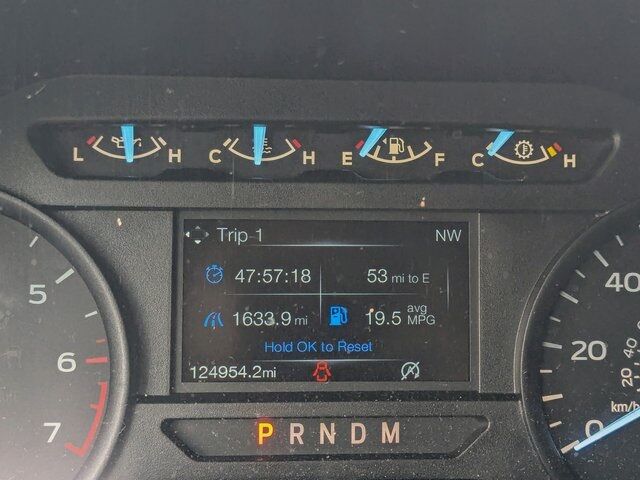 L H C H E F C H
Trip 1 NW
47:57:18 53 mi to E
1633.9 mi 19.5 avg MPG
Hold OK to Reset
124954.2mi
P R N D M
5
6
7
40
20
0
40
20
km/h